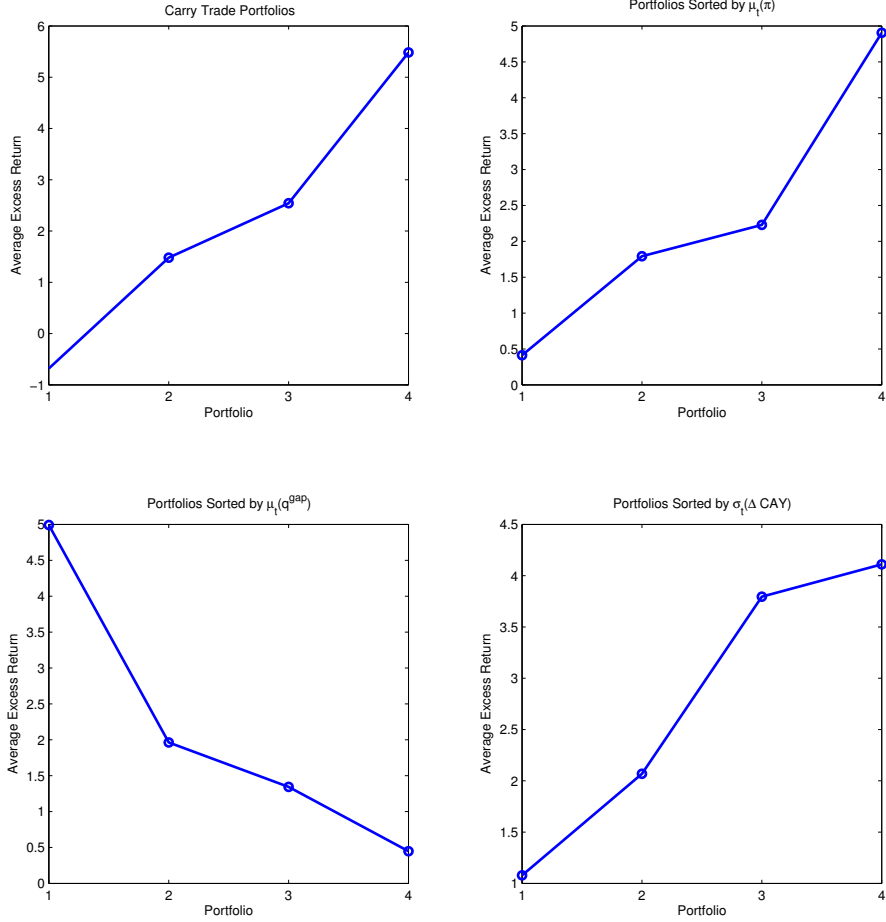 Carry Trade Portfolios
Average Excess Return
6
5
4
3
2
1
0
−1
1 2 3 4
Portfolio
Portfolios Sorted by μt(π)
Average Excess Return
5
4.5
4
3.5
3
2.5
2
1.5
1
0.5
0
1 2 3 4
Portfolio
Portfolios Sorted by μt(q^gap)
Average Excess Return
5
4.5
4
3.5
3
2.5
2
1.5
1
0.5
0
1 2 3 4
Portfolio
Portfolios Sorted by σt(Δ CAY)
Average Excess Return
4.5
4
3.5
3
2.5
2
1.5
1
1 2 3 4
Portfolio